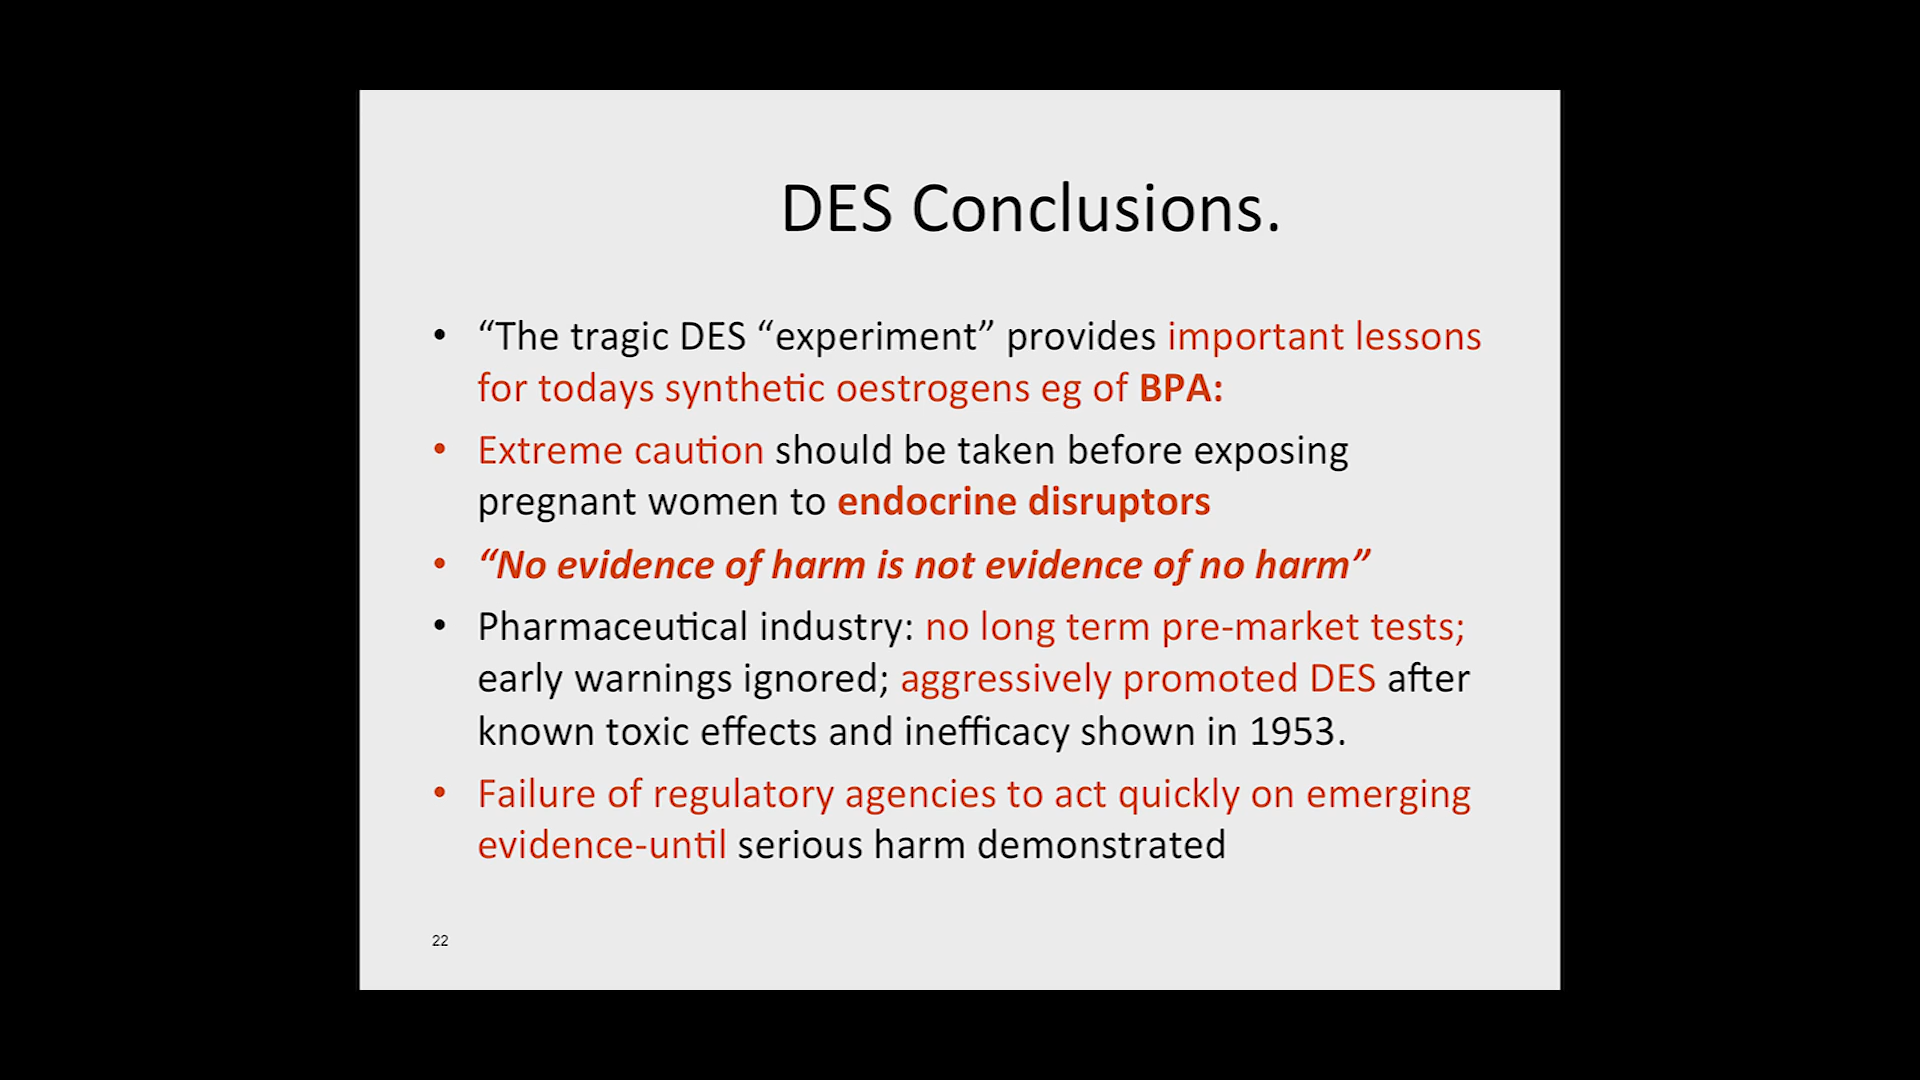 DES Conclusions.
• “The tragic DES “experiment” provides important lessons
for todays synthetic oestrogens eg of BPA:
• Extreme caution should be taken before exposing
pregnant women to endocrine disruptors
• “No evidence of harm is not evidence of no harm”
• Pharmaceutical industry: no long term pre-market tests;
early warnings ignored; aggressively promoted DES after
known toxic effects and inefficacy shown in 1953.
• Failure of regulatory agencies to act quickly on emerging
evidence-until serious harm demonstrated
22